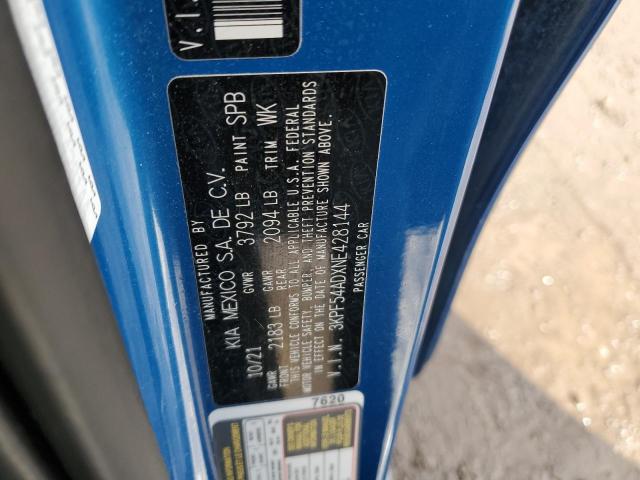 V.I.
MANUFACTURED BY
KIA MEXICO S.A. DE C.V.
10/21 GVWR 3792 LB PAINT SPB
GAWR FRONT 2183 LB GAWR REAR 2094 LB TRIM WK
THIS VEHICLE CONFORMS TO ALL APPLICABLE U.S.A. FEDERAL
MOTOR VEHICLE SAFETY, BUMPER, AND THEFT PREVENTION STANDARDS
IN EFFECT ON THE DATE OF MANUFACTURE SHOWN ABOVE.
V.I.N. 3KPF54ADXNE428144
PASSENGER CAR
7620